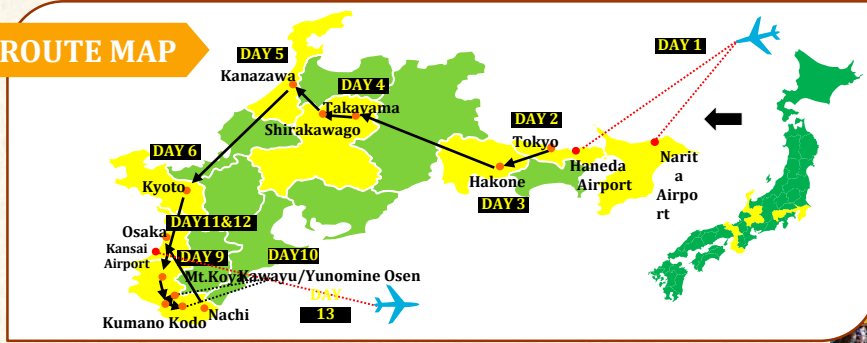 ROUTE MAP
DAY 1
DAY 5
Kanazawa
DAY 4
Takayama
Shirakawago
DAY 2
Tokyo
Haneda
Airport
Narit
a
Airpo
rt
Hakone
DAY 3
DAY 6
Kyoto
DAY11&12
Osaka
Kansai
Airport
DAY 9
DAY10
Mt.Koya
Kawayu/Yunomine Osen
DAY
13
Nachi
Kumano Kodo